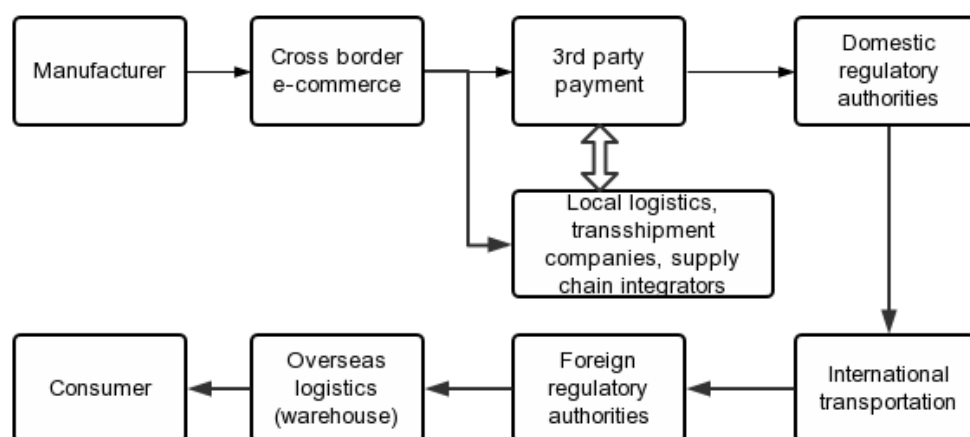 Manufacturer
Cross border
e-commerce
3rd party
payment
Domestic
regulatory
authorities
Local logistics,
transshipment
companies, supply
chain integrators
Consumer
Overseas
logistics
(warehouse)
Foreign
regulatory
authorities
International
transportation